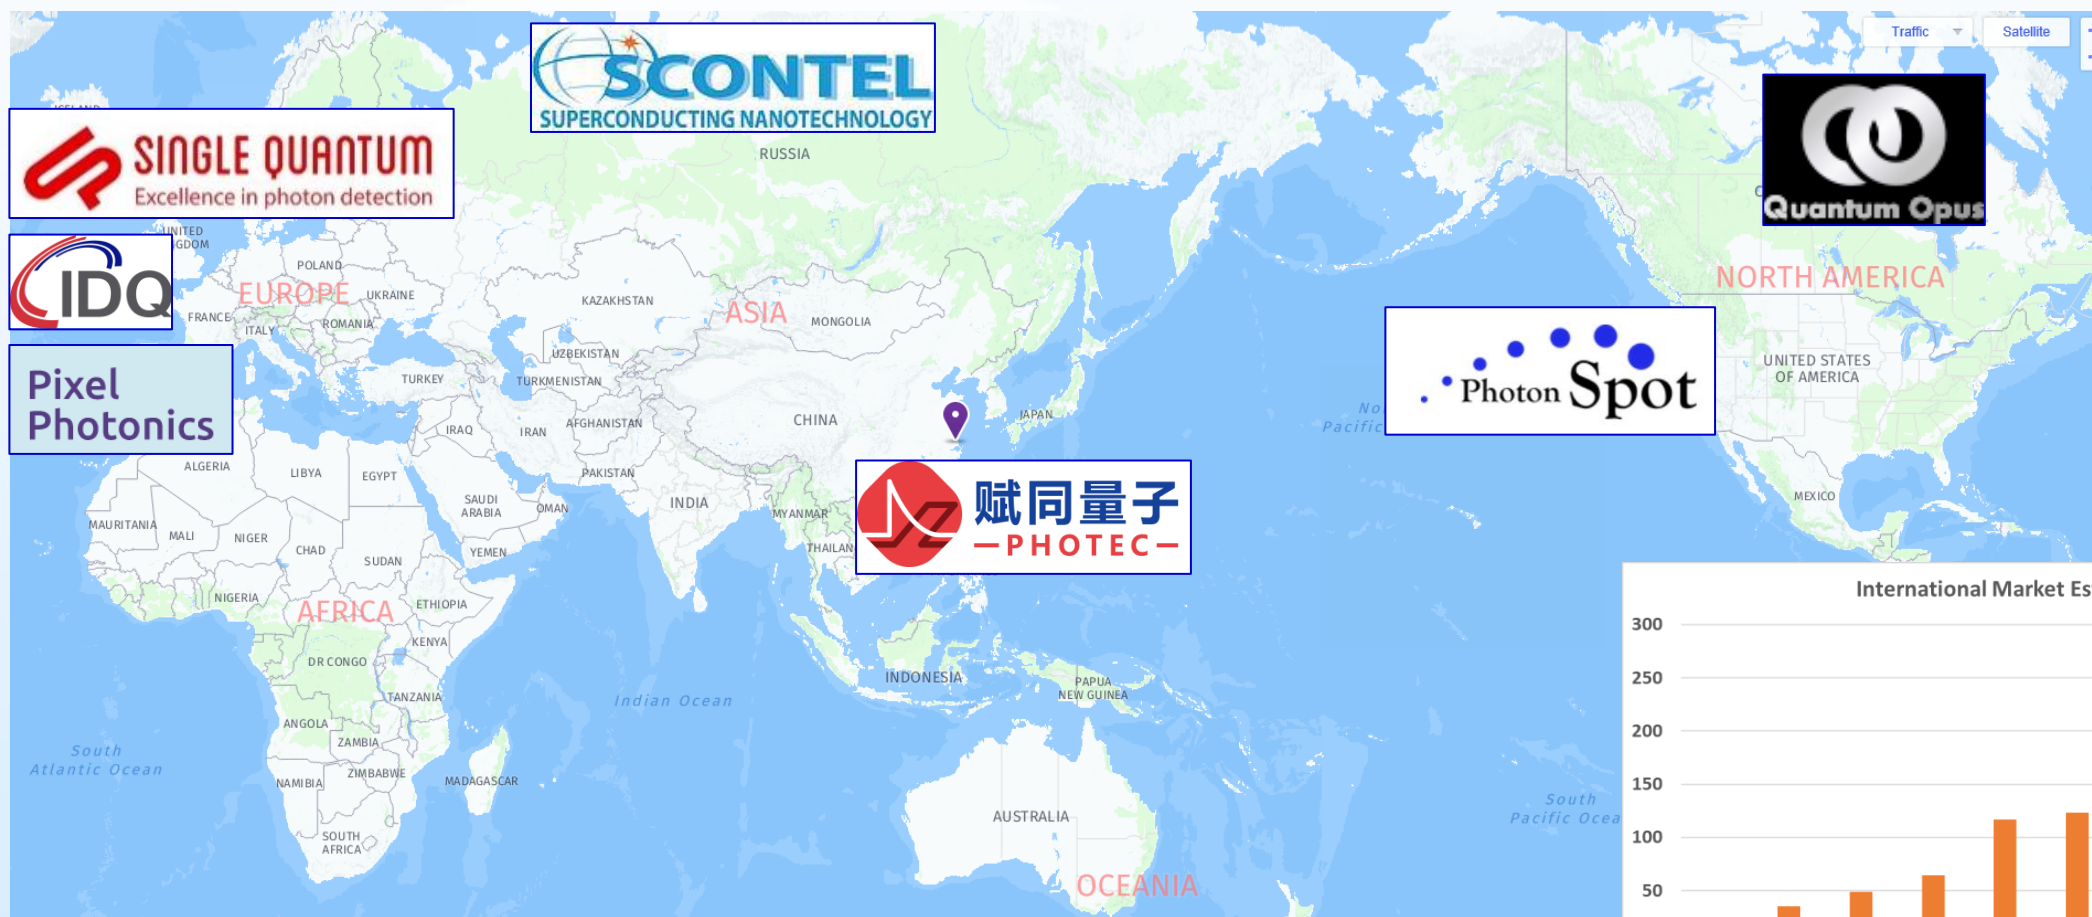 Traffic
Satellite
SCONTEL
SUPERCONDUCTING NANOTECHNOLOGY
SINGLE QUANTUM
Excellence in photon detection
Quantum Opus
RUSSIA
UNITED
IDQ
POLAND
EUROPE
UKRAINE
FRANCE
ITALY
ROMANIA
KAZAKHSTAN
ASIA
MONGOLIA
NORTH AMERICA
Pixel
Photonics
UZBEKISTAN
TURKEY
TURKMENISTAN
UNITED STATES
OF AMERICA
Photon Spot
CHINA
JAPAN
Pacific
IRAQ
IRAN
AFGHANISTAN
ALGERIA
LIBYA
EGYPT
PAKISTAN
SAUDI
ARABIA
OMAN
INDIA
MYANMAR
赋同量子
PHOTEC
MEXICO
MAURITANIA
MALI
NIGER
CHAD
SUDAN
YEMEN
NIGERIA
AFRICA
ETHIOPIA
KENYA
DR CONGO
TANZANIA
INDONESIA
PAPUA
NEW GUINEA
Indian Ocean
ANGOLA
ZAMBIA
South
Atlantic Ocean
NAMIBIA
ZIMBABWE
MADAGASCAR
SOUTH
AFRICA
AUSTRALIA
OCEANIA
South
Pacific Ocea
International Market Es
300
250
200
150
100
50